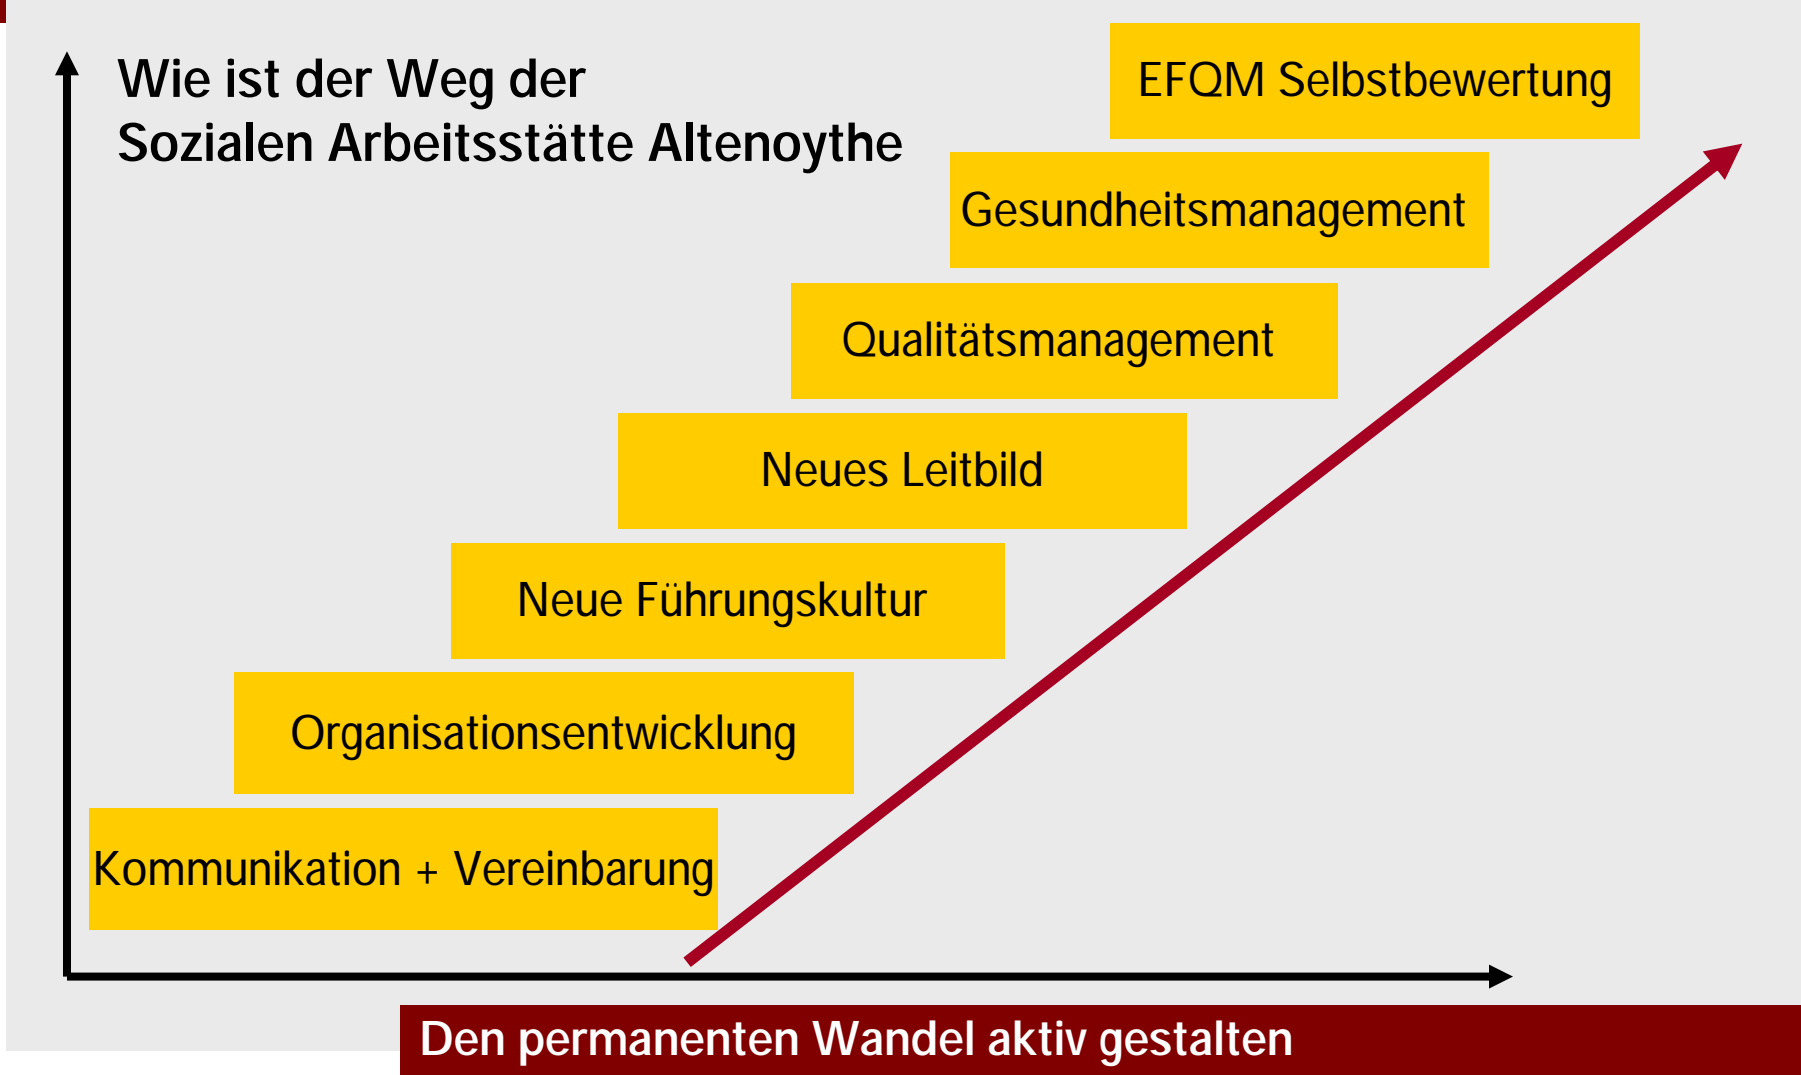 Wie ist der Weg der
Sozialen Arbeitsstätte Altenoythe
EFQM Selbstbewertung
Gesundheitsmanagement
Qualitätsmanagement
Neues Leitbild
Neue Führungskultur
Organisationsentwicklung
Kommunikation + Vereinbarung
Den permanenten Wandel aktiv gestalten